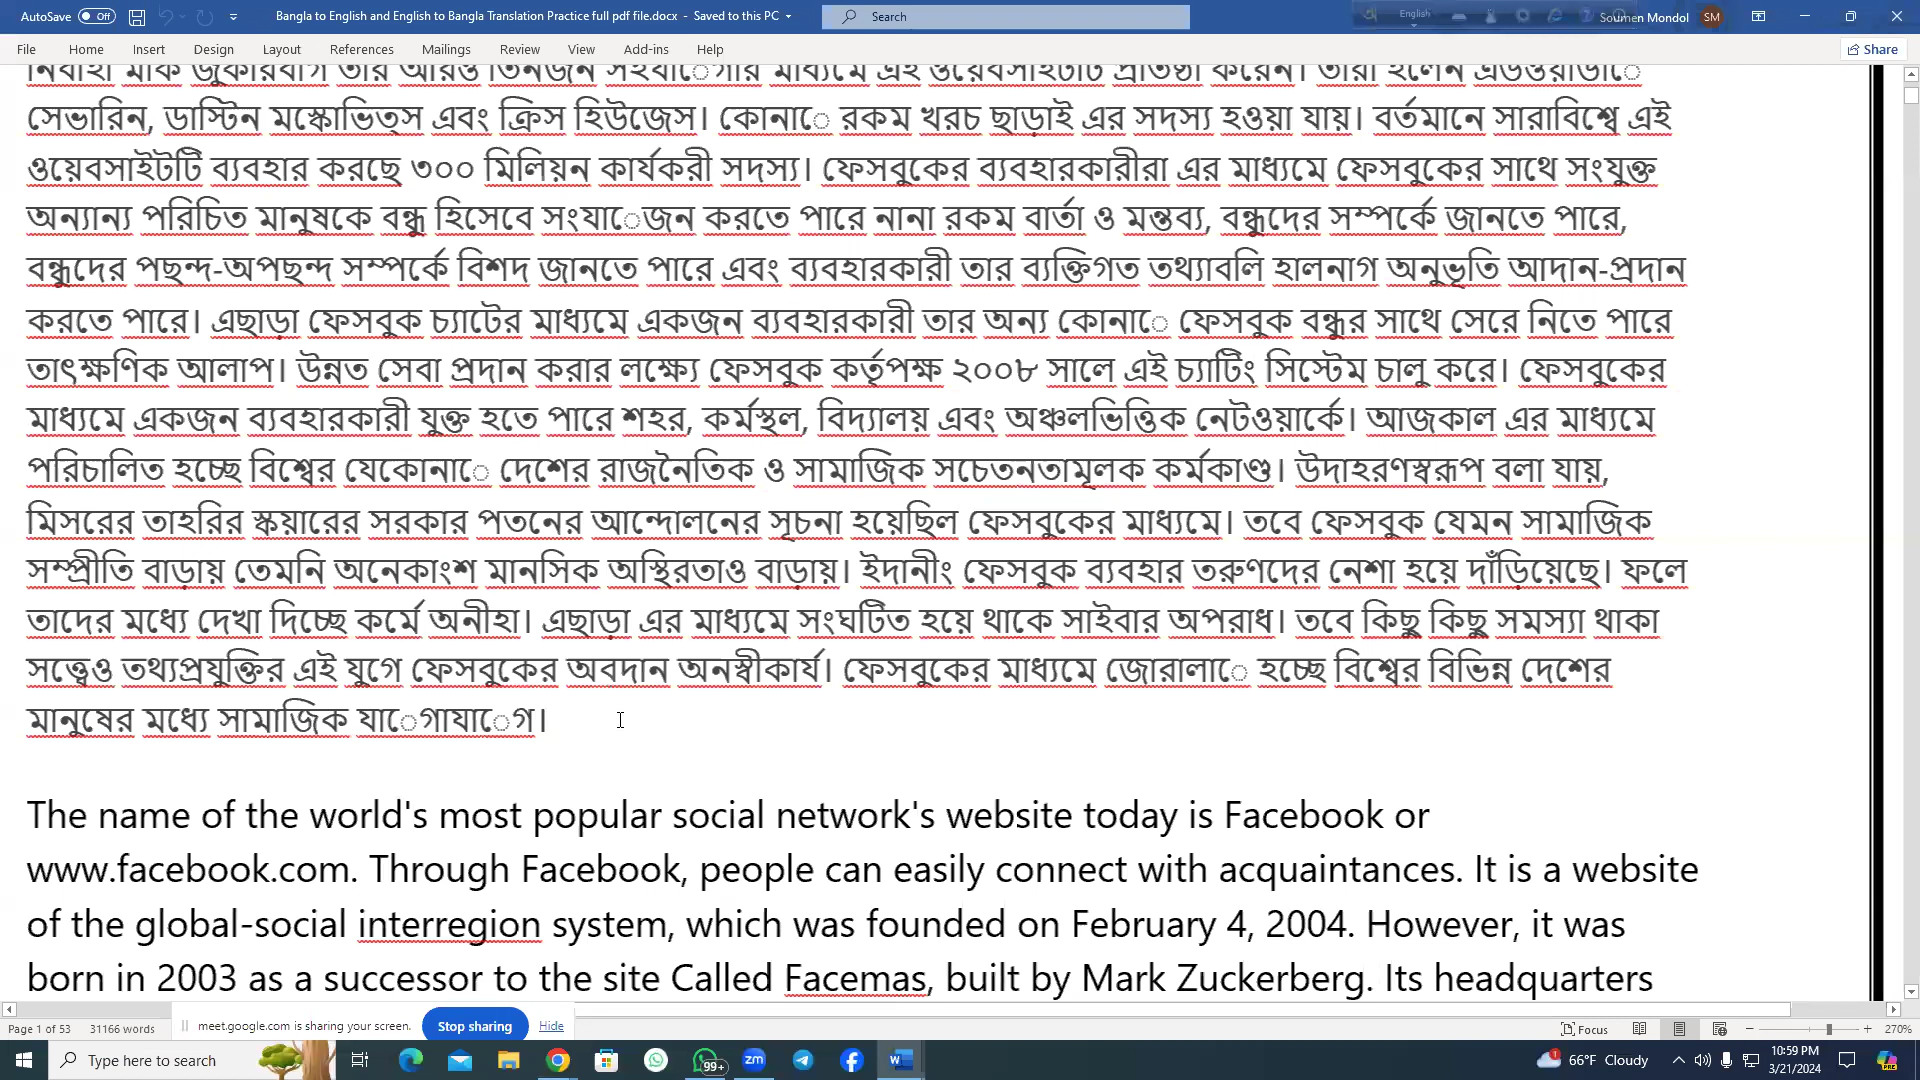 AutoSave Off Bangla to English and English to Bangla Translation Practice full pdf file.docx - Saved to this PC Search English Soumen Mondol SM
File Home Insert Design Layout References Mailings Review View Add-ins Help Share
নির্বাহী মার্ক জুকারবার্গ তার আরও তিনজন সহযােগীর মাধ্যমে এই ওয়েবসাইটটি প্রতিষ্ঠা করেন। তারা হলেন
সেভারিন, ডাস্টিন মস্কোভিত্স এবং ক্রিস হিউজেস। কোনাে রকম খরচ ছাড়াই এর সদস্য হওয়া যায়। বর্তমানে সারাবিশ্বে এই
ওয়েবসাইটটি ব্যবহার করছে ৩০০ মিলিয়ন কার্যকরী সদস্য। ফেসবুকের ব্যবহারকারীরা এর মাধ্যমে ফেসবুকের সাথে সংযুক্ত
অন্যান্য পরিচিত মানুষকে বন্ধু হিসেবে সংযােজন করতে পারে নানা রকম বার্তা ও মন্তব্য, বন্ধুদের সম্পর্কে জানতে পারে,
বন্ধুদের পছন্দ-অপছন্দ সম্পর্কে বিশদ জানতে পারে এবং ব্যবহারকারী তার ব্যক্তিগত তথ্যাবলি হালনাগ অনুভূতি আদান-প্রদান
করতে পারে। এছাড়া ফেসবুক চ্যাটের মাধ্যমে একজন ব্যবহারকারী তার অন্য কোনাে ফেসবুক বন্ধুর সাথে সেরে নিতে পারে
তাৎক্ষণিক আলাপ। উন্নত সেবা প্রদান করার লক্ষ্যে ফেসবুক কর্তৃপক্ষ ২০০৮ সালে এই চ্যাটিং সিস্টেম চালু করে। ফেসবুকের
মাধ্যমে একজন ব্যবহারকারী যুক্ত হতে পারে শহর, কর্মস্থল, বিদ্যালয় এবং অঞ্চলভিত্তিক নেটওয়ার্কে। আজকাল এর মাধ্যমে
পরিচালিত হচ্ছে বিশ্বের যেকোনাে দেশের রাজনৈতিক ও সামাজিক সচেতনতামূলক কর্মকাণ্ড। উদাহরণস্বরূপ বলা যায়,
মিসরের তাহরির স্কয়ারের সরকার পতনের আন্দোলনের সূচনা হয়েছিল ফেসবুকের মাধ্যমে। তবে ফেসবুক যেমন সামাজিক
সম্প্রীতি বাড়ায় তেমনি অনেকাংশ মানসিক অস্থিরতাও বাড়ায়। ইদানীং ফেসবুক ব্যবহার তরুণদের নেশা হয়ে দাঁড়িয়েছে। ফলে
তাদের মধ্যে দেখা দিচ্ছে কর্মে অনীহা। এছাড়া এর মাধ্যমে সংঘটিত হয়ে থাকে সাইবার অপরাধ। তবে কিছু কিছু সমস্যা থাকা
সত্ত্বেও তথ্যপ্রযুক্তির এই যুগে ফেসবুকের অবদান অনস্বীকার্য। ফেসবুকের মাধ্যমে জোরালাে হচ্ছে বিশ্বের বিভিন্ন দেশের
মানুষের মধ্যে সামাজিক যােগাযােগ।
The name of the world's most popular social network's website today is Facebook or
www.facebook.com. Through Facebook, people can easily connect with acquaintances. It is a website
of the global-social interregion system, which was founded on February 4, 2004. However, it was
born in 2003 as a successor to the site Called Facemas, built by Mark Zuckerberg. Its headquarters
Page 1 of 53 31166 words meet.google.com is sharing your screen. Stop sharing Hide Focus 270%
Type here to search 99+ zm 66°F Cloudy 10:59 PM
3/21/2024